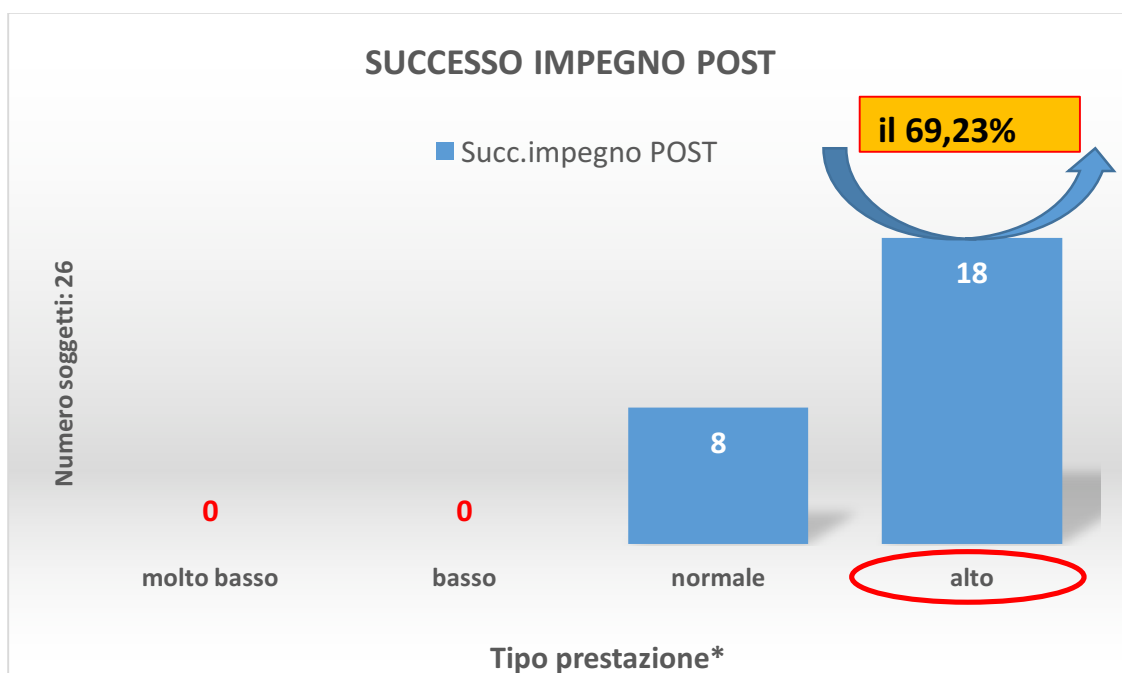 SUCCESSO IMPEGNO POST
il 69,23%
Succ.impegno POST
Numero soggetti: 26
18
8
0
0
molto basso
basso
normale
alto
Tipo prestazione*